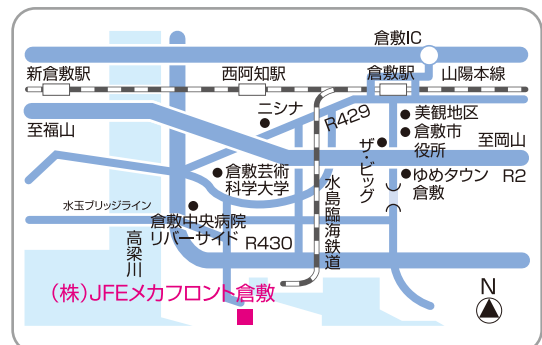 倉敷IC
新倉敷駅
西阿知駅
倉敷駅
山陽本線
ニシナ
R429
美観地区
倉敷市
役所
至福山
ザ・ビッグ
至岡山
倉敷芸術
科学大学
水島臨海鉄道
ゆめタウン
倉敷
R2
水玉ブリッジライン
倉敷中央病院
リバーサイド
高梁川
R430
(株)JFEメカフロント倉敷
N